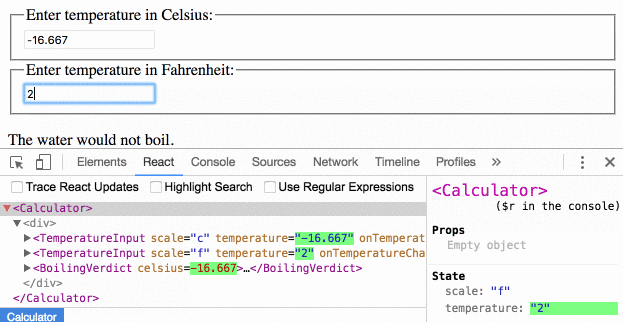 Enter temperature in Celsius:
-16.667
Enter temperature in Fahrenheit:
2
The water would not boil.
Elements React Console Sources Network Timeline Profiles »
Trace React Updates Highlight Search Use Regular Expressions
<Calculator>
<div>
<TemperatureInput scale="c" temperature="-16.667" onTemperat
<TemperatureInput scale="f" temperature="2" onTemperatureCha
<BoilingVerdict celsius=-16.667>…</BoilingVerdict>
</div>
</Calculator>
Calculator
<Calculator>
($r in the console)
Props
Empty object
State
scale: "f"
temperature: "2"